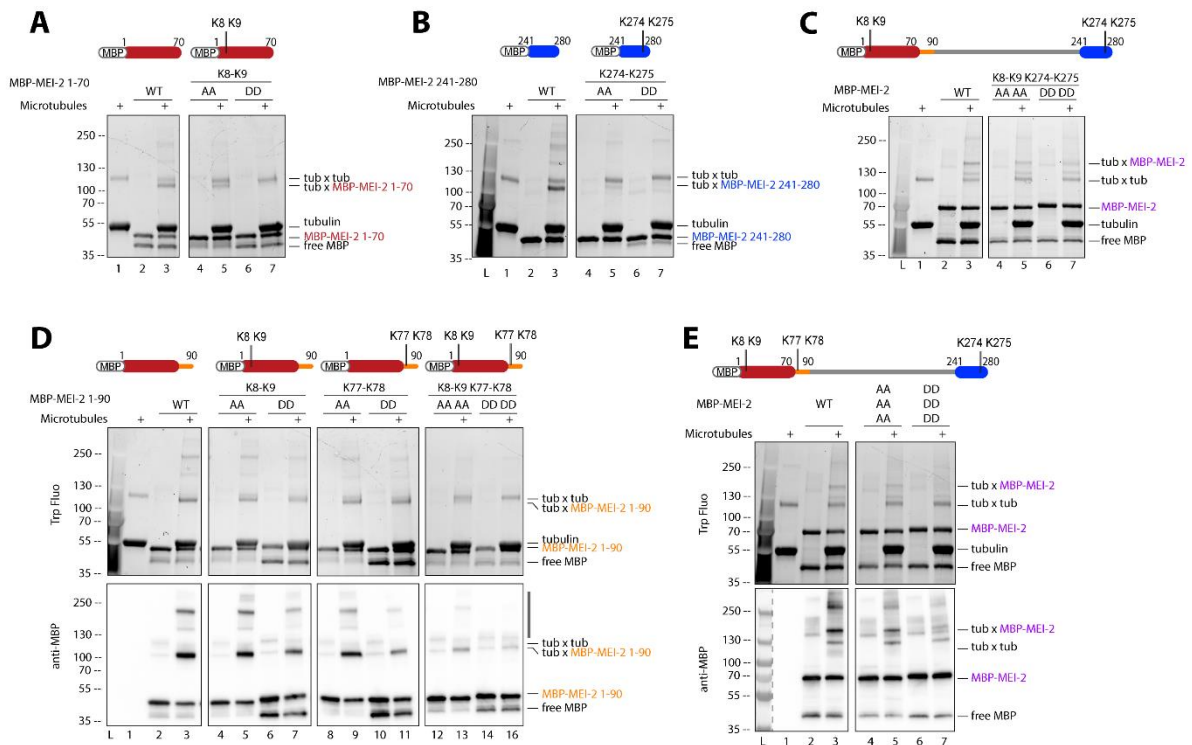 A
K8 K9
1 70 1 70
MBP MBP
MBP-MEI-2 1-70
K8-K9
WT AA DD
Microtubules + + + +
250 --
130 --
100 --
70 --
55 --
35 --
tub x tub
tub x MBP-MEI-2 1-70
tubulin
MBP-MEI-2 1-70
free MBP
1 2 3 4 5 6 7
B
K274 K275
241 280 241 280
MBP MBP
MBP-MEI-2 241-280
K274-K275
WT AA DD
Microtubules + + + +
250 --
130 --
100 --
70 --
55 --
35 --
tub x tub
tub x MBP-MEI-2 241-280
tubulin
MBP-MEI-2 241-280
free MBP
L 1 2 3 4 5 6 7
C
K8 K9 K274 K275
1 70 90 241 280
MBP
K8-K9 K274-K275
MBP-MEI-2 WT AA AA DD DD
Microtubules + + + +
250 --
130 --
100 --
70 --
55 --
35 --
tub x MBP-MEI-2
tub x tub
MBP-MEI-2
tubulin
free MBP
L 1 2 3 4 5 6 7
D
K8 K9 K77 K78 K8 K9 K77 K78
1 90 1 90 1 90 1 90
MBP MBP MBP MBP
MBP-MEI-2 1-90
K8-K9 K77-K78 K8-K9 K77-K78
WT AA DD AA DD AA AA DD DD
Microtubules + + + + + + + +
Trp Fluo
250 --
130 --
100 --
70 --
55 --
35 --
tub x tub
tub x MBP-MEI-2 1-90
tubulin
MBP-MEI-2 1-90
free MBP
anti-MBP
250 --
130 --
100 --
70 --
55 --
35 --
tub x tub
tub x MBP-MEI-2 1-90
MBP-MEI-2 1-90
free MBP
L 1 2 3 4 5 6 7 8 9 10 11 12 13 14 16
E
K8 K9 K77 K78 K274 K275
1 70 90 241 280
MBP
AA DD
MBP-MEI-2 WT AA DD
AA DD
Microtubules + + + +
Trp Fluo
250 --
130 --
100 --
70 --
55 --
35 --
tub x MBP-MEI-2
tub x tub
MBP-MEI-2
tubulin
free MBP
anti-MBP
250 --
130 --
100 --
70 --
55 --
35 --
tub x MBP-MEI-2
tub x tub
MBP-MEI-2
free MBP
L 1 2 3 4 5 6 7